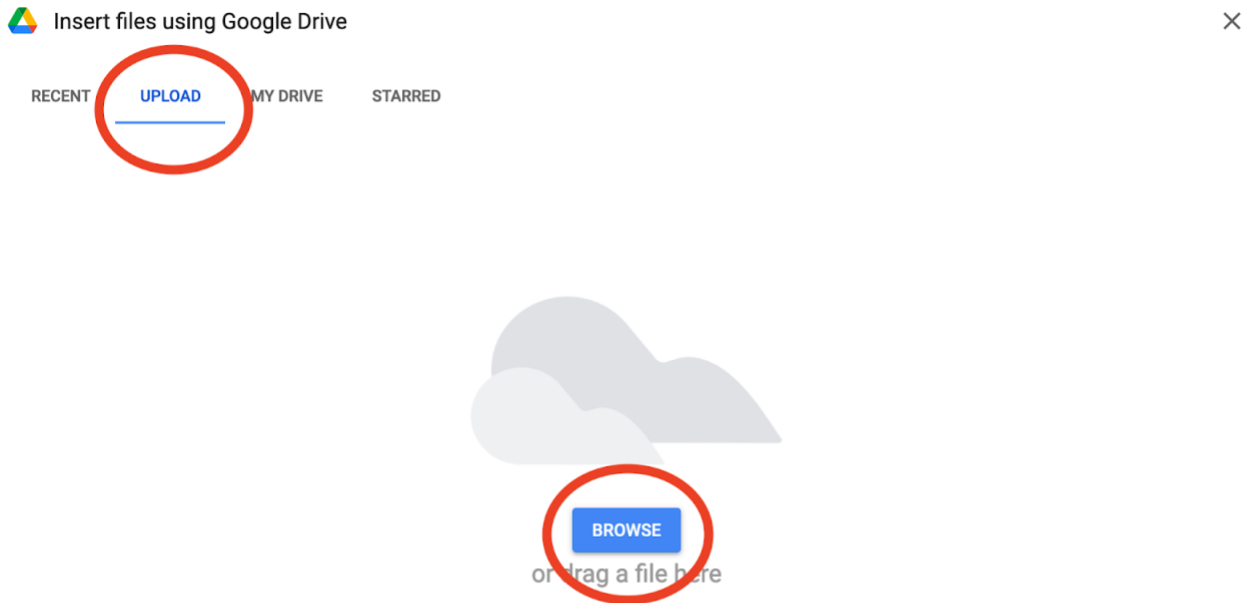 Insert files using Google Drive
RECENT UPLOAD MY DRIVE STARRED
BROWSE
or drag a file here